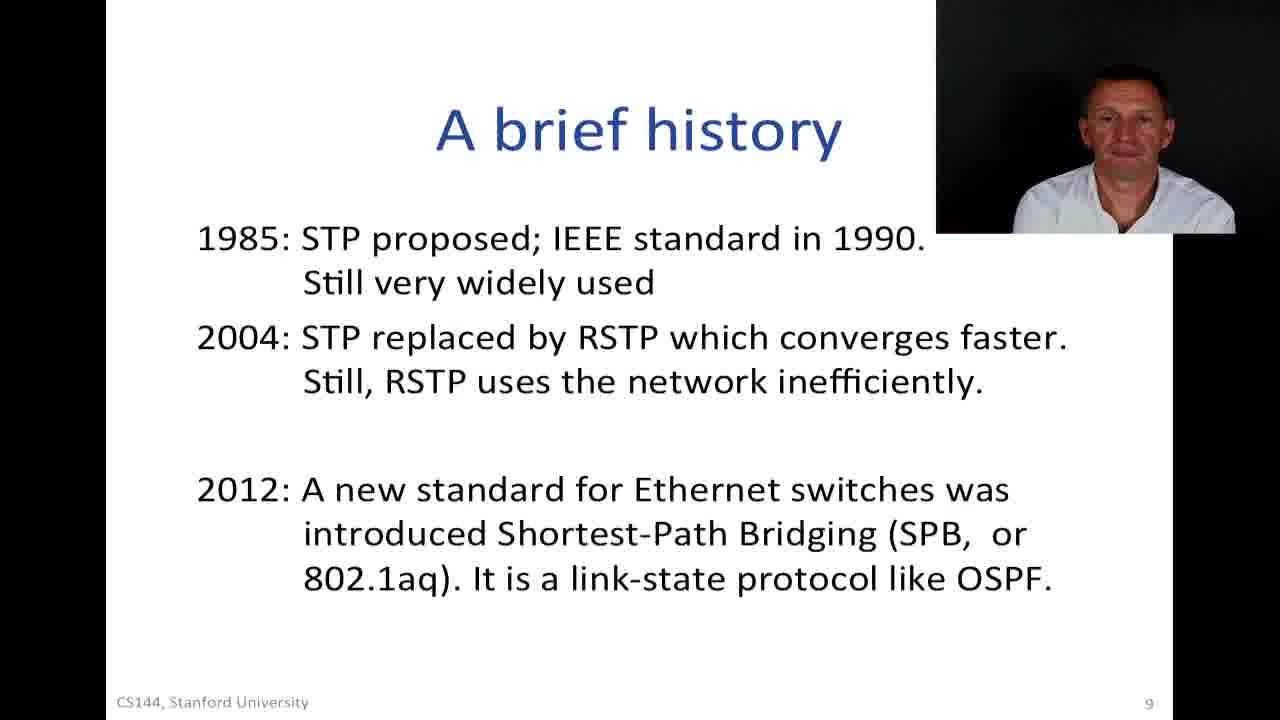 A brief history
1985: STP proposed; IEEE standard in 1990.
Still very widely used
2004: STP replaced by RSTP which converges faster.
Still, RSTP uses the network inefficiently.
2012: A new standard for Ethernet switches was
introduced Shortest-Path Bridging (SPB, or
802.1aq). It is a link-state protocol like OSPF.
CS144, Stanford University
9